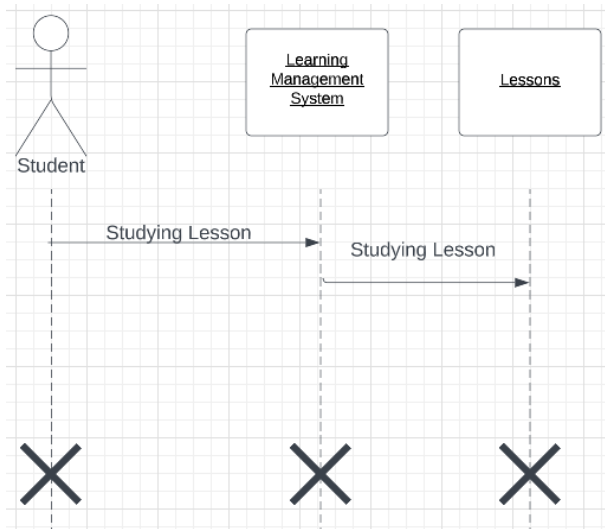 Learning
Management
System
Lessons
Student
Studying Lesson
Studying Lesson